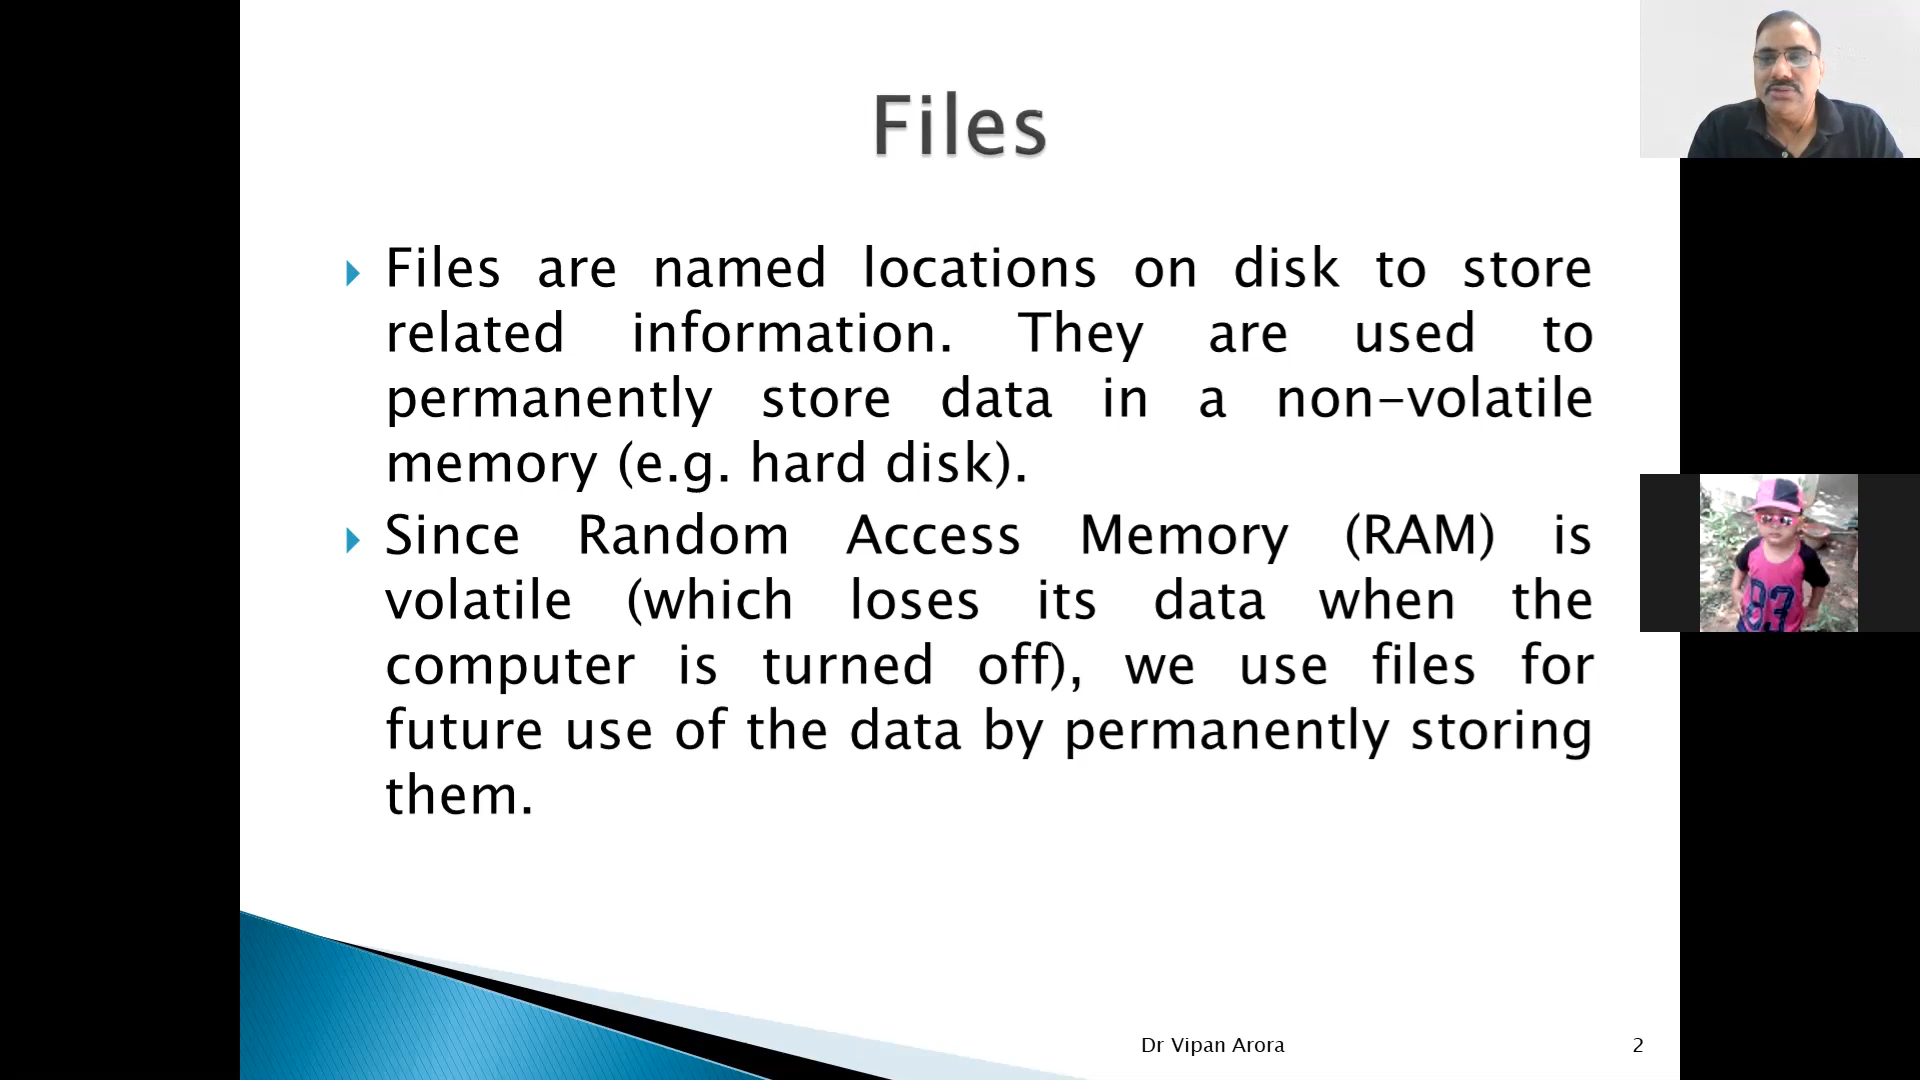 Files
Files are named locations on disk to store
related information. They are used to
permanently store data in a non-volatile
memory (e.g. hard disk).
Since Random Access Memory (RAM) is
volatile (which loses its data when the
computer is turned off), we use files for
future use of the data by permanently storing
them.
83
Dr Vipan Arora
2